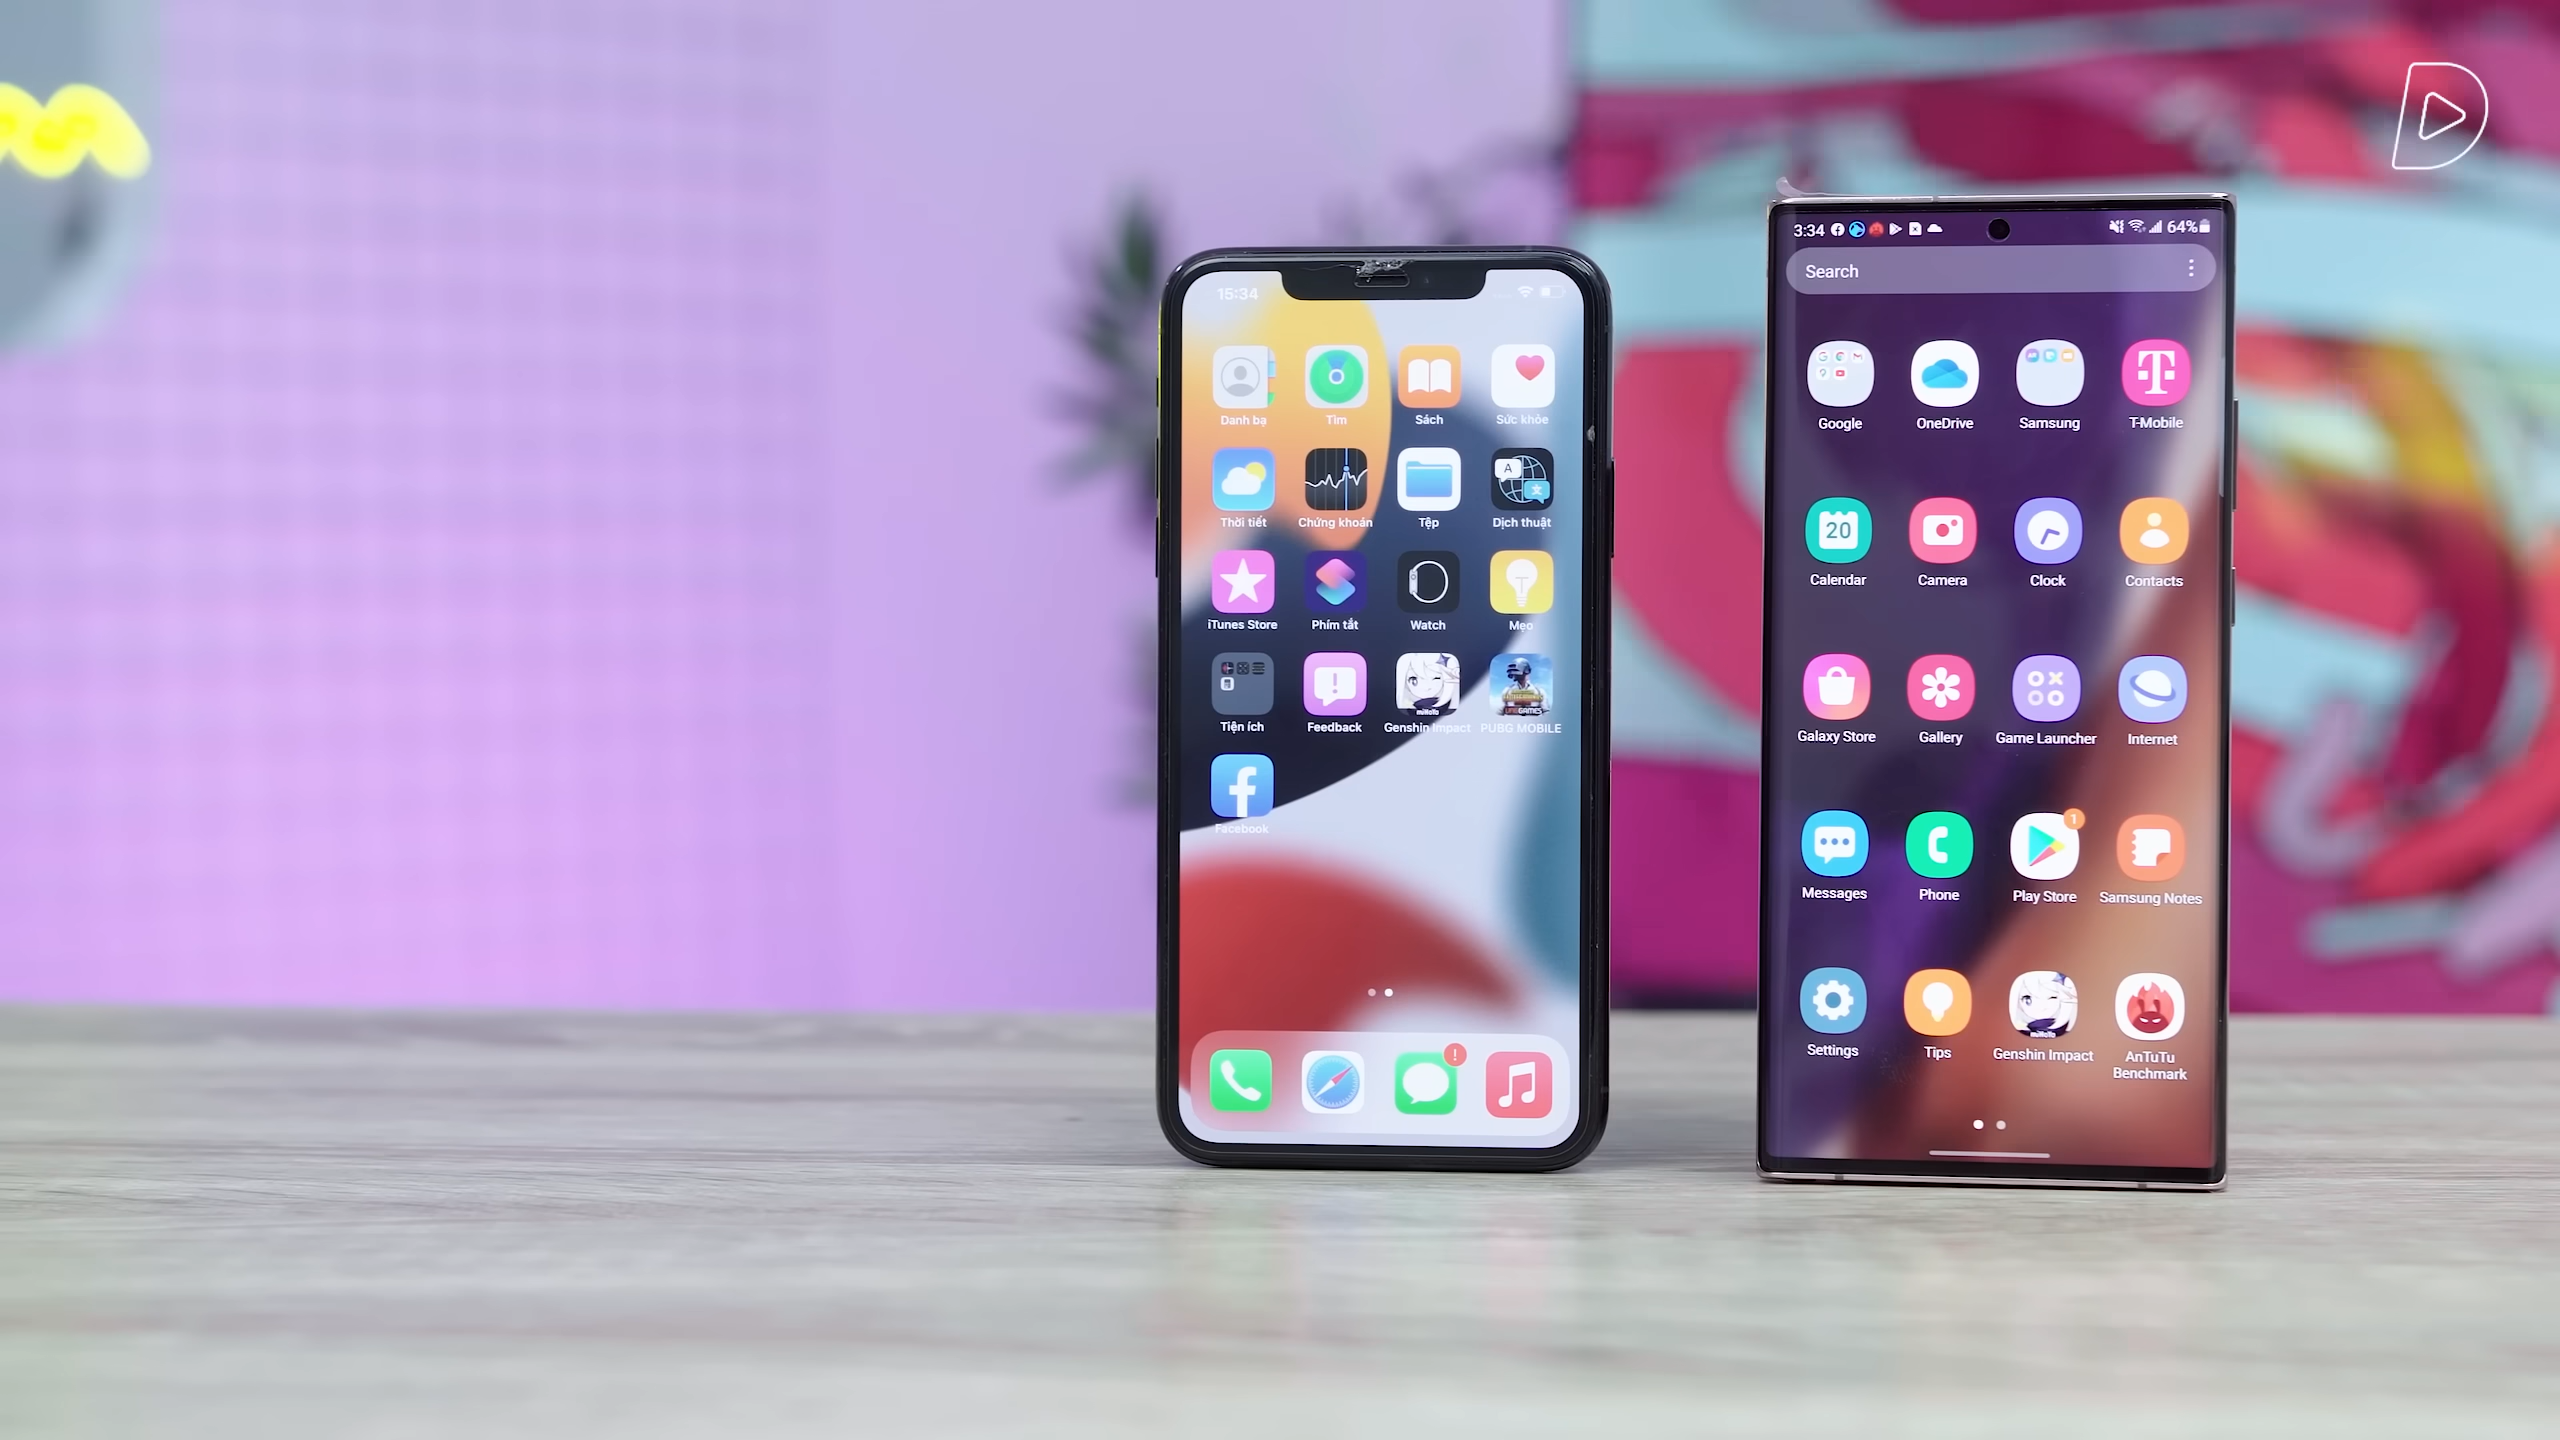 15:34
Danh bạ
Tìm
Sách
Sức khỏe
Thời tiết
Chứng khoán
Tệp
Dịch thuật
iTunes Store
Phím tắt
Watch
Mẹo
Tiện ích
Feedback
Genshin Impact
PUBG MOBILE
Facebook
3:34
64%
Search
Google
OneDrive
Samsung
T-Mobile
20
Calendar
Camera
Clock
Contacts
Galaxy Store
Gallery
Game Launcher
Internet
1
Messages
Phone
Play Store
Samsung Notes
Settings
Tips
Genshin Impact
AnTuTu
Benchmark